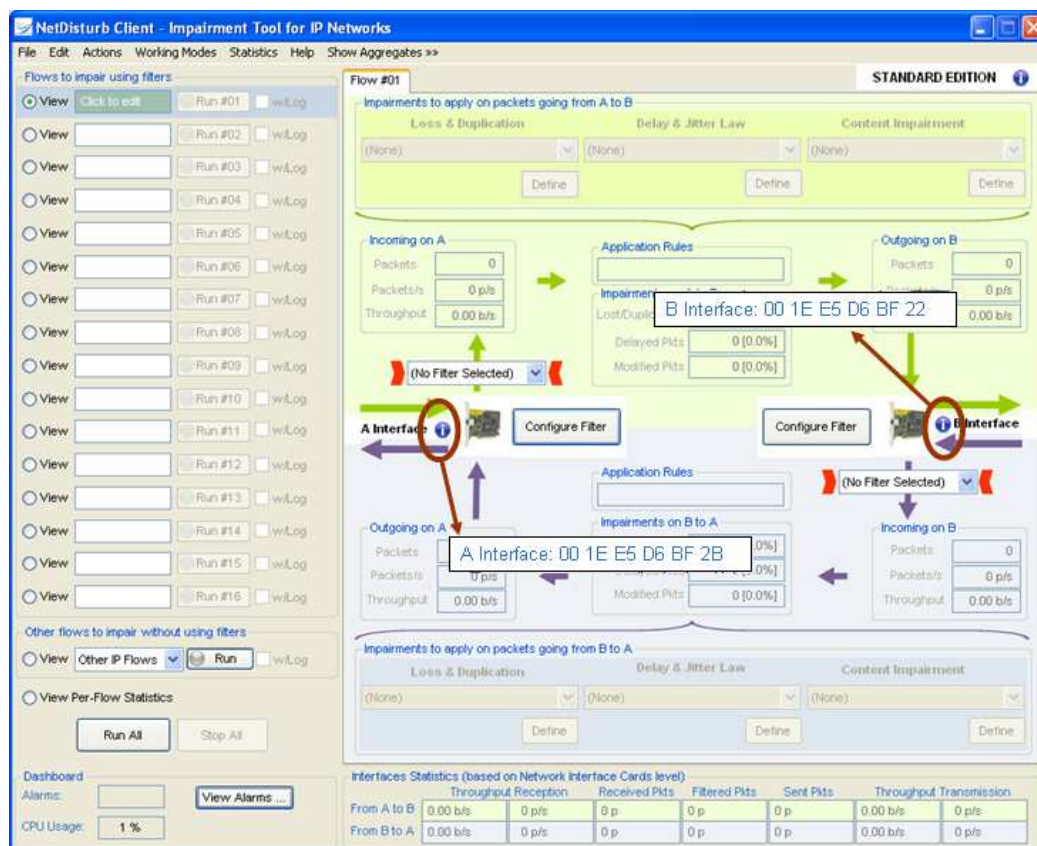 NetDisturb Client - Impairment Tool for IP Networks
File Edit Actions Working Modes Statistics Help Show Aggregates >>
Flows to impair using filters
View Click to edit Run #01 w/Log
View Run #02 w/Log
View Run #03 w/Log
View Run #04 w/Log
View Run #05 w/Log
View Run #06 w/Log
View Run #07 w/Log
View Run #08 w/Log
View Run #09 w/Log
View Run #10 w/Log
View Run #11 w/Log
View Run #12 w/Log
View Run #13 w/Log
View Run #14 w/Log
View Run #15 w/Log
View Run #16 w/Log
Other flows to impair without using filters
View Other IP Flows Run w/Log
View Per-Flow Statistics
Run All Stop All
Dashboard
Alarms: View Alarms ...
CPU Usage: 1 %
Flow #01 STANDARD EDITION
Impairments to apply on packets going from A to B
Loss & Duplication Delay & Jitter Law Content Impairment
(None) (None) (None)
Define Define Define
Incoming on A Application Rules Outgoing on B
Packets 0 Packets 0
Packets/s 0 p/s 0 p/s
Throughput 0.00 b/s 0.00 b/s
B Interface: 00 1E E5 D6 BF 22
Delayed Pkts 0 [0.0%]
Modified Pkts 0 [0.0%]
(No Filter Selected)
A Interface Configure Filter Configure Filter B Interface
(No Filter Selected)
Application Rules
Outgoing on A Impairments on B to A Incoming on B
Packets Packets 0
A Interface: 00 1E E5 D6 BF 2B
Packets/s 0 p/s Packets/s 0 p/s
Throughput 0.00 b/s Modified Pkts 0 [0.0%] Throughput 0.00 b/s
Impairments to apply on packets going from B to A
Loss & Duplication Delay & Jitter Law Content Impairment
(None) (None) (None)
Define Define Define
Interfaces Statistics (based on Network Interface Cards level)
Throughput Reception Received Pkts Filtered Pkts Sent Pkts Throughput Transmission
From A to B 0.00 b/s 0 p/s 8 p 0 p 0 p 0.00 b/s 0 p/s
From B to A 0.00 b/s 0 p/s 0 p 0 p 0 p 0.00 b/s 0 p/s